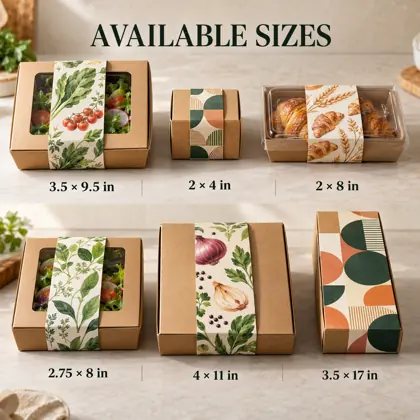 AVAILABLE SIZES
3.5 × 9.5 in
2 × 4 in
2 × 8 in
2.75 × 8 in
4 × 11 in
3.5 × 17 in